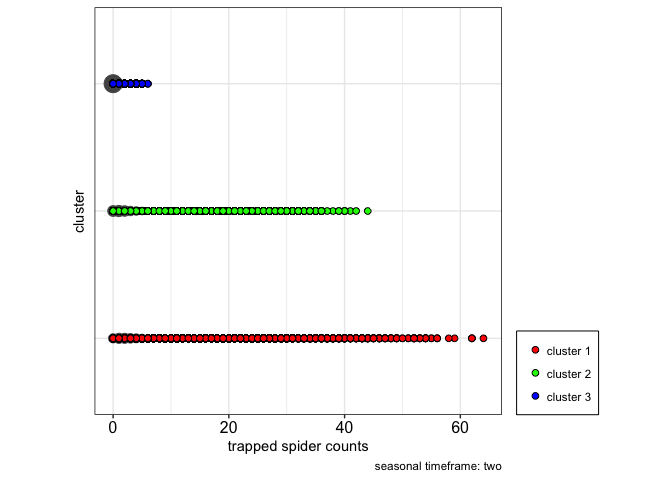 cluster
cluster 1
cluster 2
cluster 3
0 20 40 60
trapped spider counts
seasonal timeframe: two